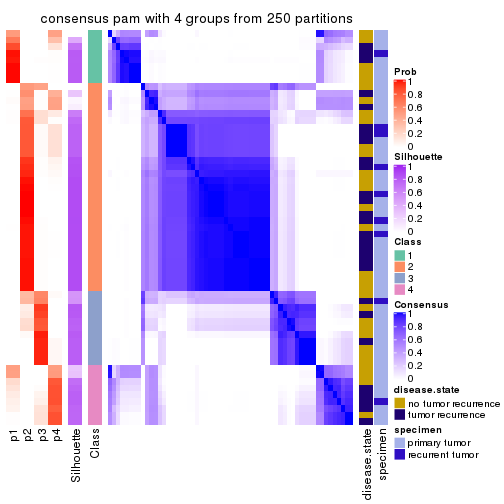 consensus pam with 4 groups from 250 partitions
Prob
1
0.8
0.6
0.4
0.2
0
Silhouette
1
0.8
0.6
0.4
0.2
0
Class
1
2
3
4
Consensus
1
0.8
0.6
0.4
0.2
0
disease.state
no tumor recurrence
tumor recurrence
specimen
primary tumor
recurrent tumor
p1
p2
p3
p4
Silhouette
Class
disease.state
specimen